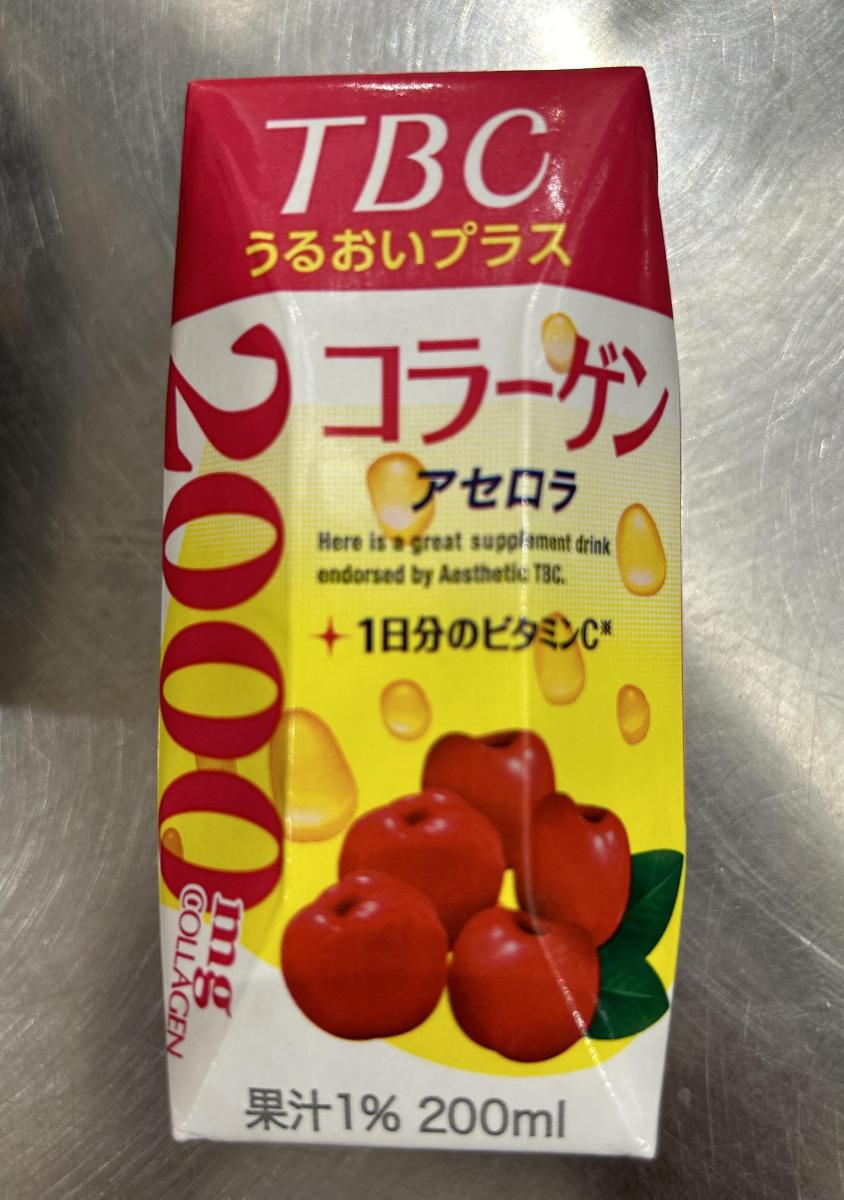 TBC
うるおいプラス
コラーゲン
アセロラ
Here is a great supplement drink
endorsed by Aesthetic TBC.
1日分のビタミンC※
2000
mg
COLLAGEN
果汁1% 200ml